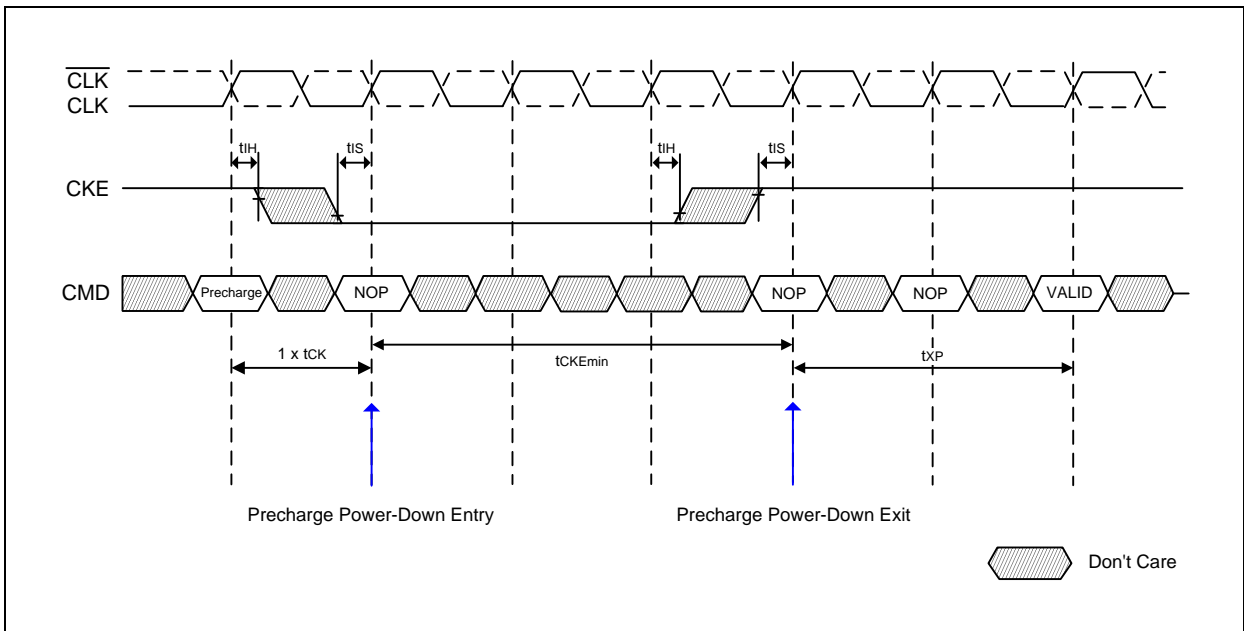 CLK
CLK
tIH
tIS
tIH
tIS
CKE
CMD
Precharge
NOP
NOP
NOP
VALID
1 x tCK
tCKEmin
tXP
Precharge Power-Down Entry
Precharge Power-Down Exit
Don't Care